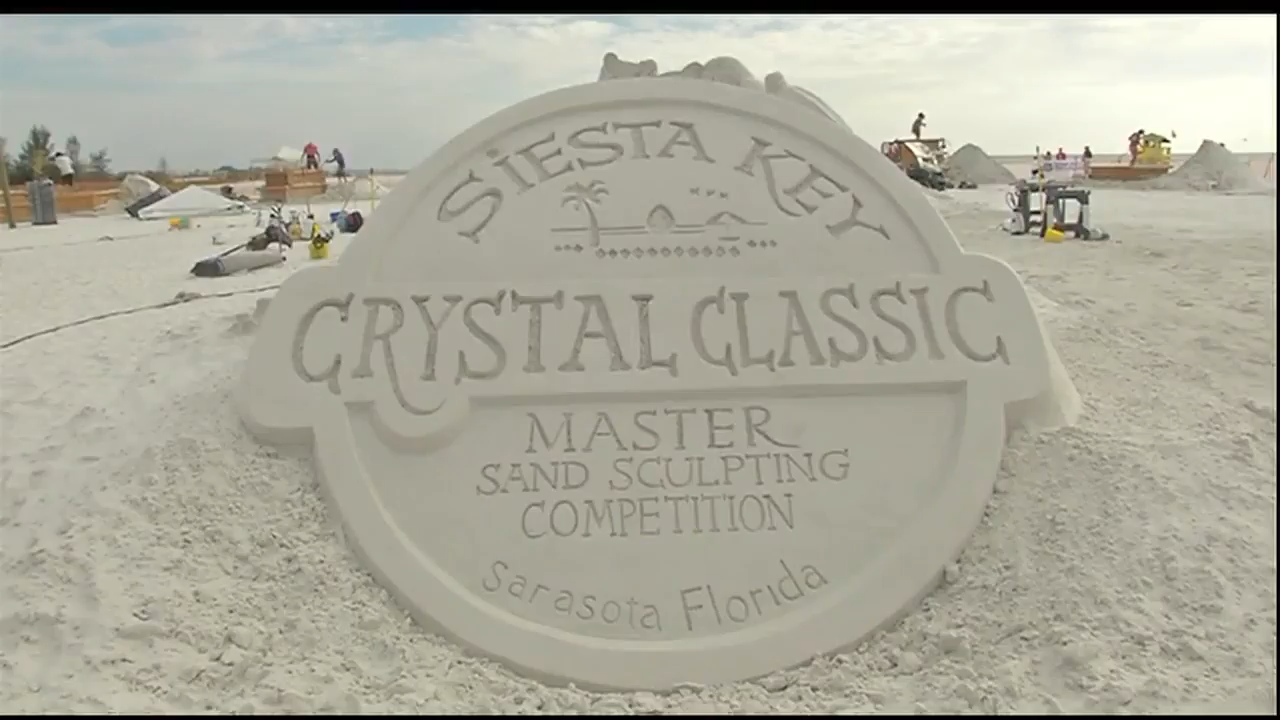 SiESTA KEY
CRYSTAL CLASSIC
MASTER
SAND SCULPTING
COMPETITION
Sarasota Florida